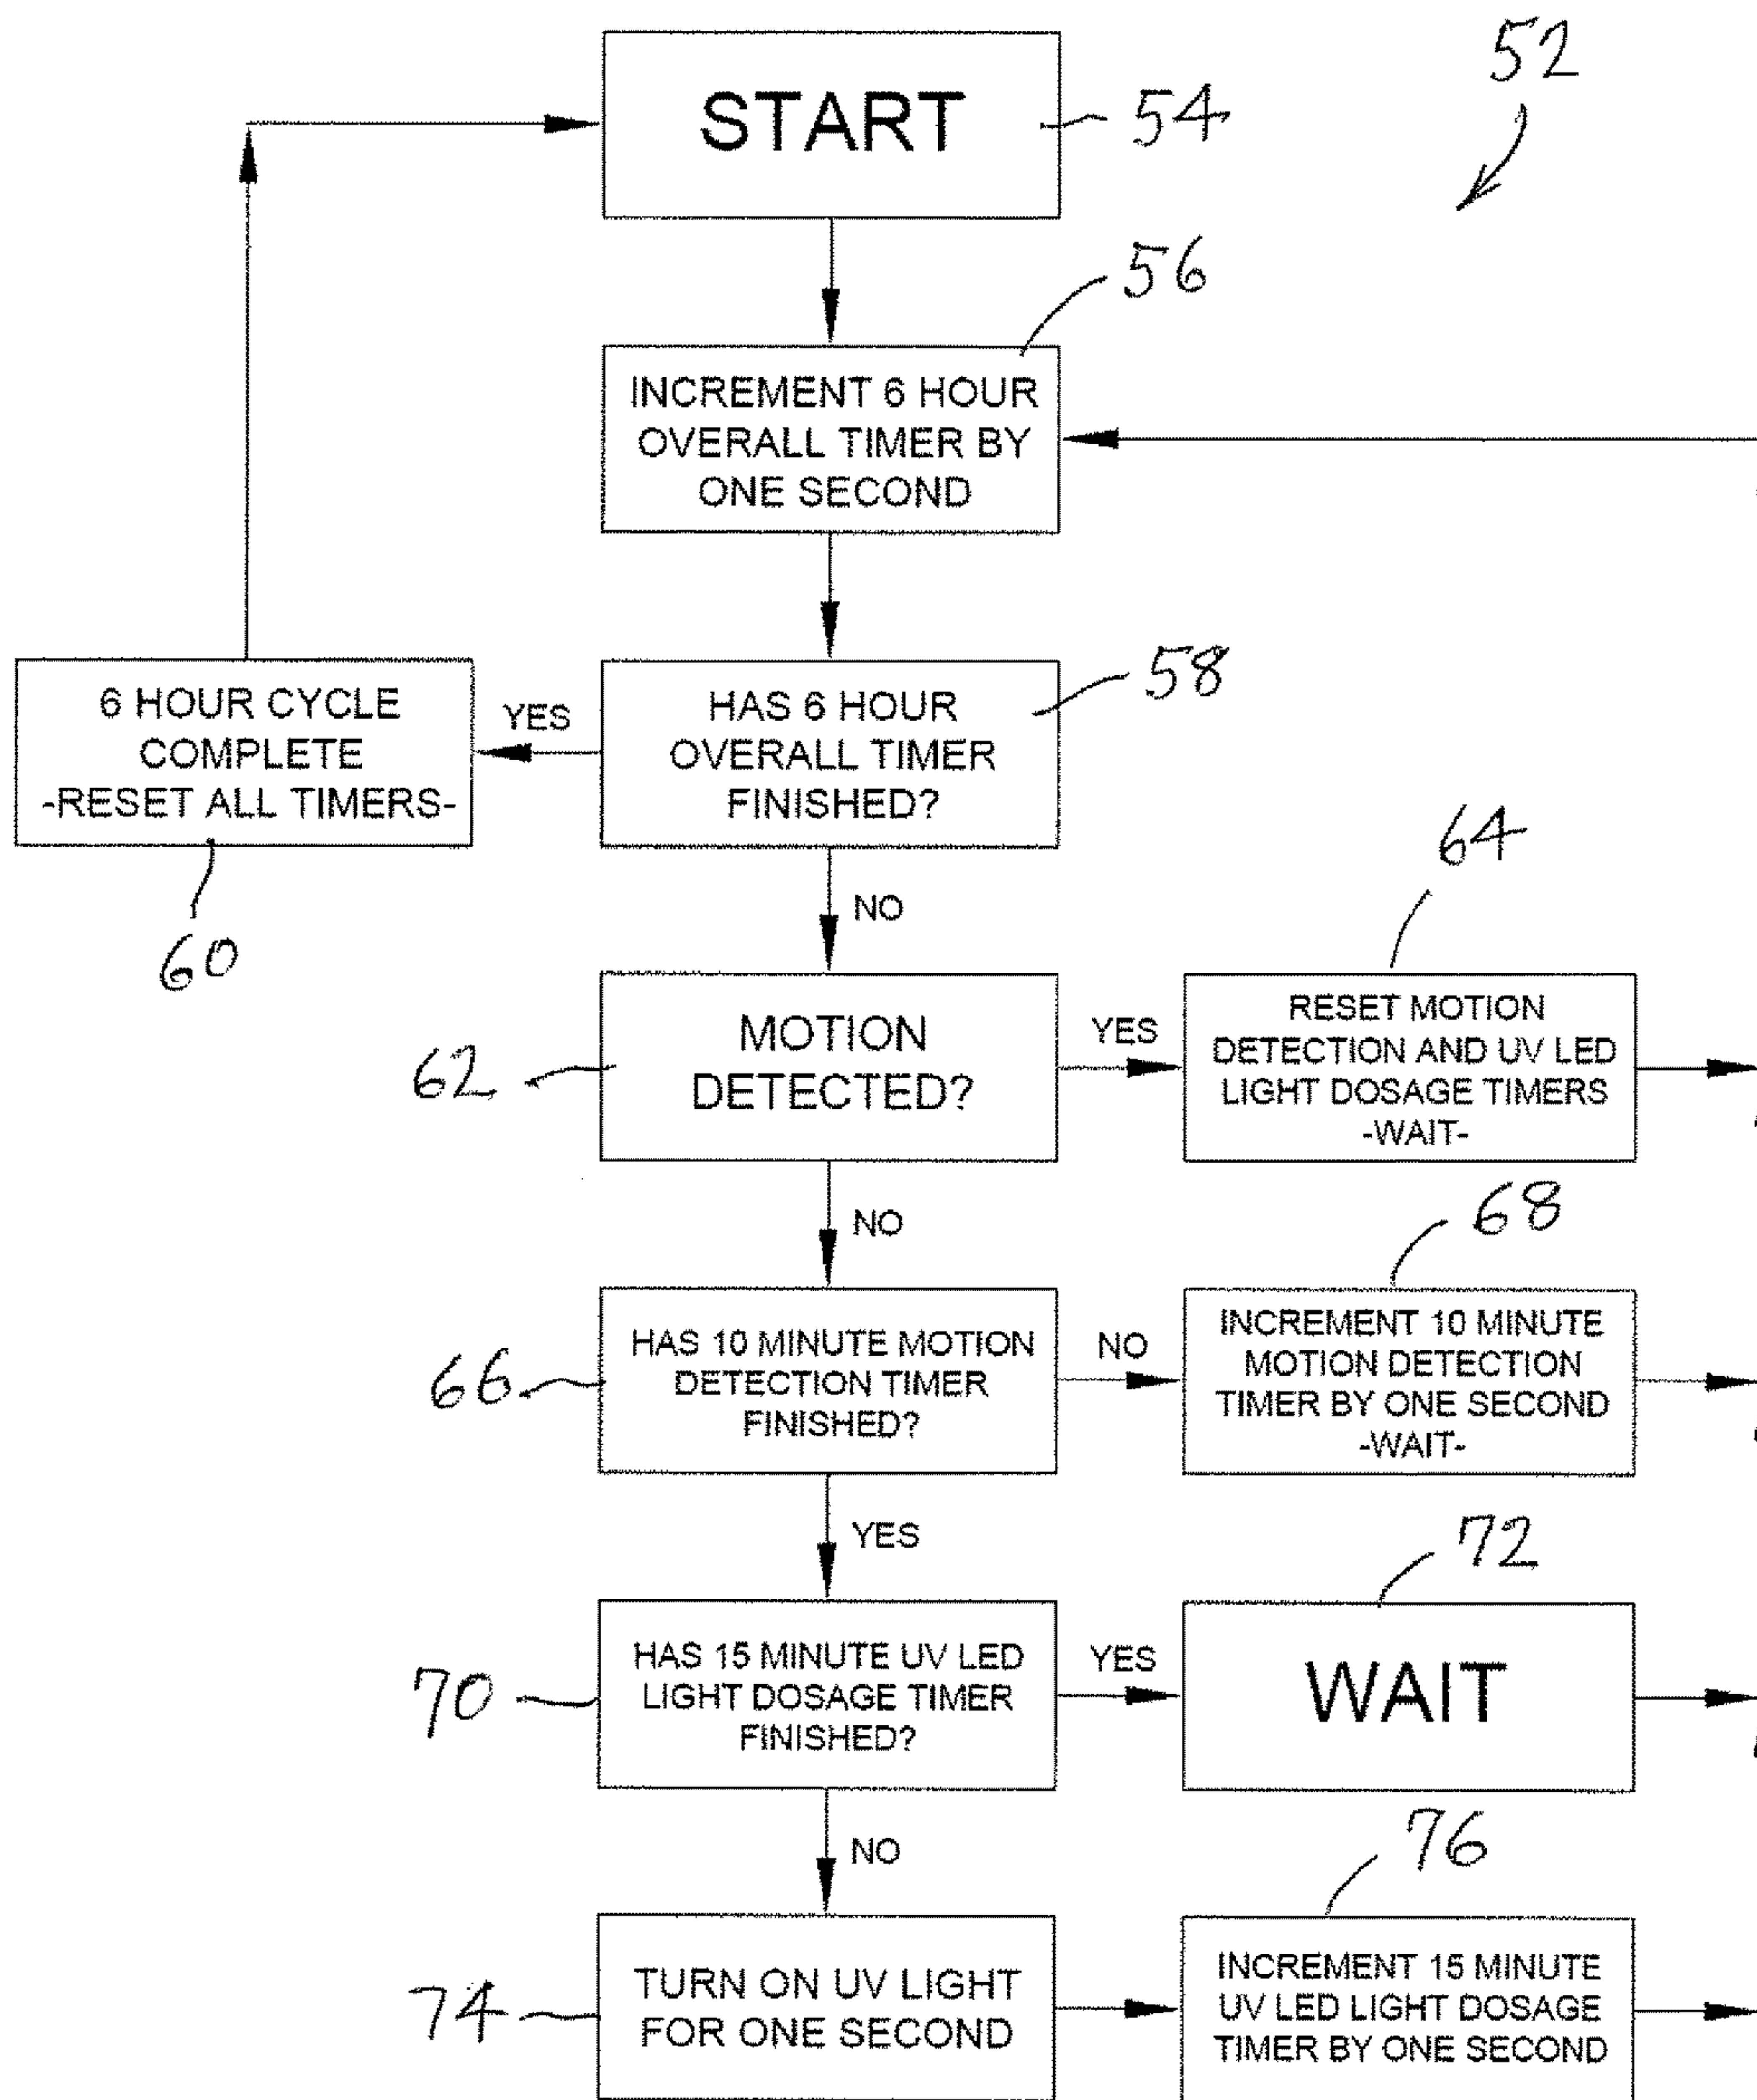 52
START
54
56
INCREMENT 6 HOUR
OVERALL TIMER BY
ONE SECOND
6 HOUR CYCLE
COMPLETE
-RESET ALL TIMERS-
60
YES
HAS 6 HOUR
OVERALL TIMER
FINISHED?
58
NO
62
MOTION
DETECTED?
YES
64
RESET MOTION
DETECTION AND UV LED
LIGHT DOSAGE TIMERS
-WAIT-
NO
66
HAS 10 MINUTE MOTION
DETECTION TIMER
FINISHED?
NO
68
INCREMENT 10 MINUTE
MOTION DETECTION
TIMER BY ONE SECOND
-WAIT-
YES
70
HAS 15 MINUTE UV LED
LIGHT DOSAGE TIMER
FINISHED?
YES
72
WAIT
NO
74
TURN ON UV LIGHT
FOR ONE SECOND
76
INCREMENT 15 MINUTE
UV LED LIGHT DOSAGE
TIMER BY ONE SECOND